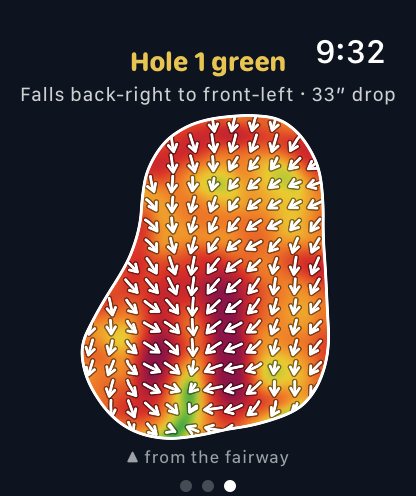 9:32
Hole 1 green
Falls back-right to front-left · 33″ drop
▲ from the fairway